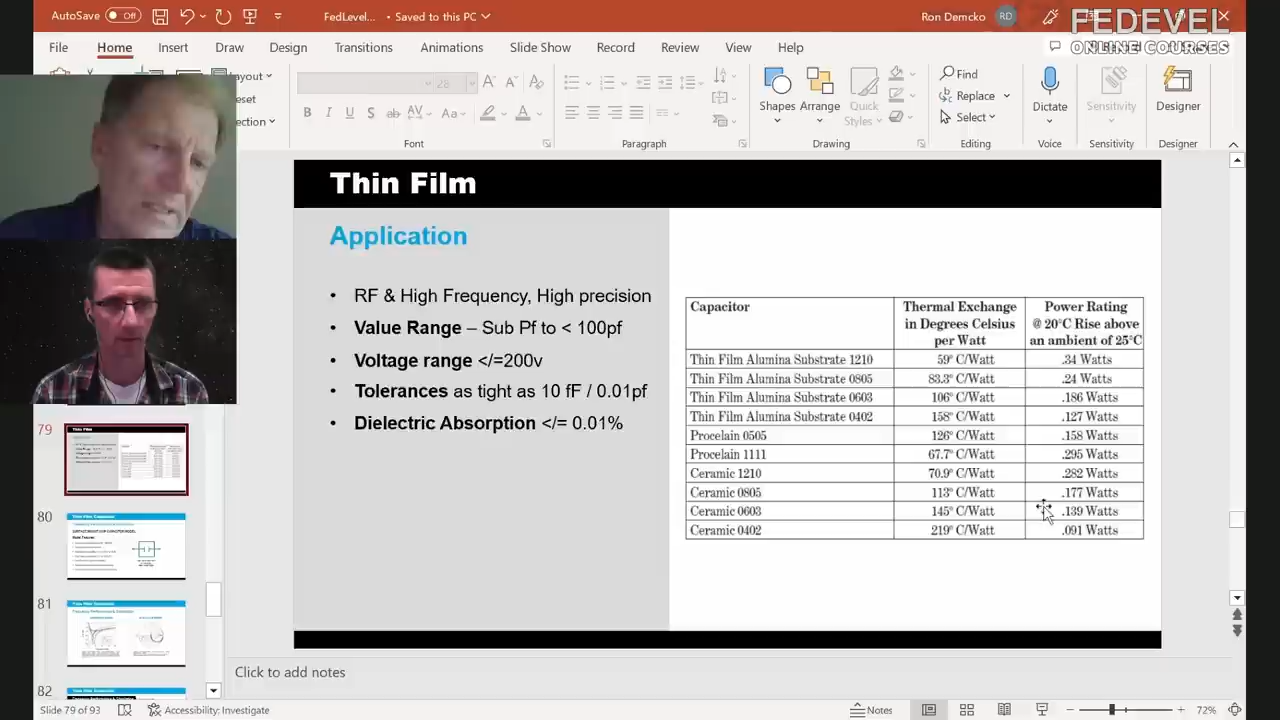 AutoSave Off
FedLevel... • Saved to this PC
Ron Demcko RD
FEDEVEL
ONLINE COURSES
File Home Insert Draw Design Transitions Animations Slide Show Record Review View Help
ayout
eset
ection
28
B I U S ab AV Aa
Font
Paragraph
Shapes Arrange Quick
Styles
Drawing
Find
Replace
Select
Editing
Dictate
Voice
Sensitivity
Sensitivity
Designer
Designer
Thin Film
Application
• RF & High Frequency, High precision
• Value Range – Sub Pf to < 100pf
• Voltage range </=200v
• Tolerances as tight as 10 fF / 0.01pf
• Dielectric Absorption </= 0.01%
Capacitor Thermal Exchange in Degrees Celsius per Watt Power Rating @ 20°C Rise above an ambient of 25°C
Thin Film Alumina Substrate 1210 59° C/Watt .34 Watts
Thin Film Alumina Substrate 0805 83.3° C/Watt .24 Watts
Thin Film Alumina Substrate 0603 106° C/Watt .186 Watts
Thin Film Alumina Substrate 0402 158° C/Watt .127 Watts
Procelain 0505 126° C/Watt .158 Watts
Procelain 1111 67.7° C/Watt .295 Watts
Ceramic 1210 70.9° C/Watt .282 Watts
Ceramic 0805 113° C/Watt .177 Watts
Ceramic 0603 145° C/Watt .139 Watts
Ceramic 0402 219° C/Watt .091 Watts
79
80
81
82
Click to add notes
Slide 79 of 93 Accessibility: Investigate Notes 72%